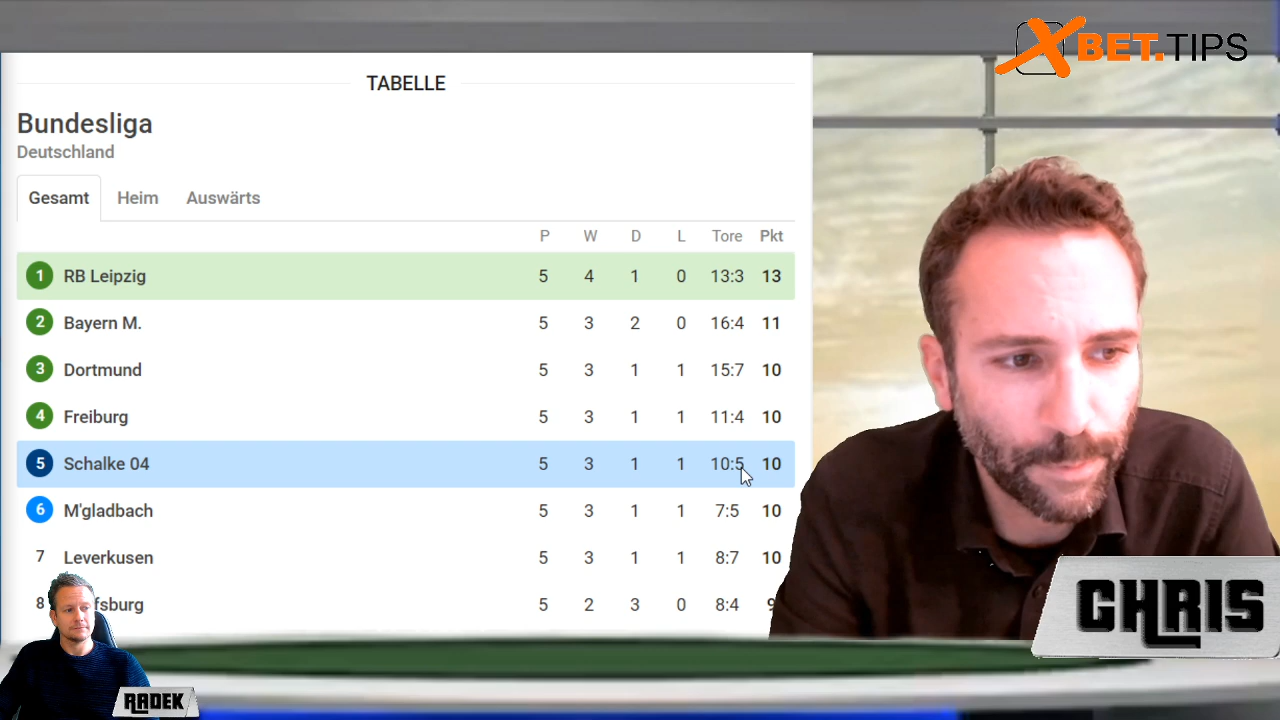 XBET.TIPS
TABELLE
Bundesliga
Deutschland
Gesamt Heim Auswärts
P W D L Tore Pkt
1 RB Leipzig 5 4 1 0 13:3 13
2 Bayern M. 5 3 2 0 16:4 11
3 Dortmund 5 3 1 1 15:7 10
4 Freiburg 5 3 1 1 11:4 10
5 Schalke 04 5 3 1 1 10:5 10
6 M'gladbach 5 3 1 1 7:5 10
7 Leverkusen 5 3 1 1 8:7 10
8 fsburg 5 2 3 0 8:4 9
CHRIS
RADEK